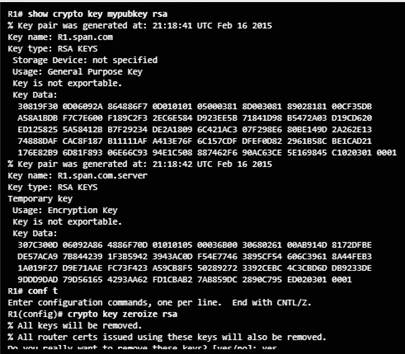 R1# show crypto key mypubkey rsa
% Key pair was generated at: 21:18:41 UTC Feb 16 2015
Key name: R1.span.com
Key type: RSA KEYS
Storage Device: not specified
Usage: General Purpose Key
Key is not exportable.
Key Data:
30819F30 0D06092A 864886F7 0D010101 05000381 8D003081 89028181 00CF35DB
A58A1BDB F7C7E600 F189C2F3 2EC6E584 D923EE5B 71841D98 B5472A03 D19CD620
ED125825 5A58412B B7F29234 DE2A1809 6C421AC3 07F298E6 80BE149D 2A262E13
74888DAF CAC8F187 B11111AF A413E76F 6C157CDF DFEF0D82 2961B58C BE1CAD21
176E82B9 6D81F893 06E66C93 94E1C508 887462F6 90AC63CE 5E169845 C1020301 0001
% Key pair was generated at: 21:18:42 UTC Feb 16 2015
Key name: R1.span.com.server
Key type: RSA KEYS
Temporary key
Usage: Encryption Key
Key is not exportable.
Key Data:
307C300D 06092A86 4886F70D 01010105 00036B00 30680261 00AB914D 8172DFBE
DE57ACA9 7B844239 1F3B5942 3943AC0D F54E7746 3895CF54 606C3961 8A44FEB3
1A019F27 D9E71AAE FC73F423 A59CB8F5 50289272 3392CEBC 4C3CBD6D DB9233DE
9DDD9DAD 79D56165 4293AA62 FD1CBAB2 7AB859DC 2890C795 ED020301 0001
R1# conf t
Enter configuration commands, one per line. End with CNTL/Z.
R1(config)# crypto key zeroize rsa
% All keys will be removed.
% All router certs issued using these keys will also be removed.
Do you really want to remove these keys? [yes/no]: yes